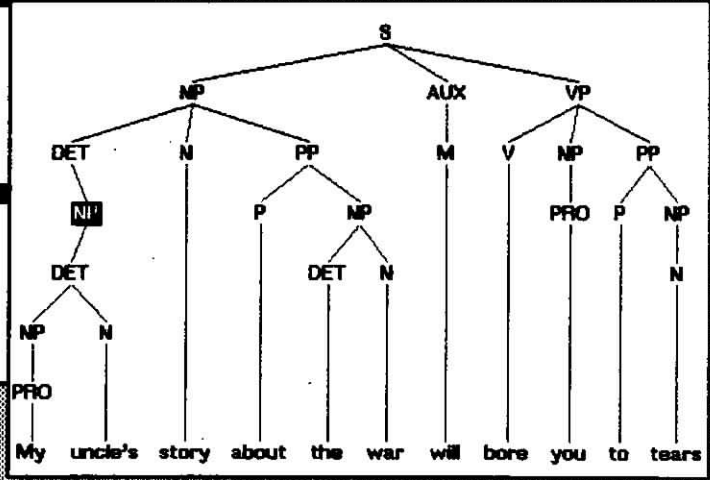 S
NP AUX VP
DET N PP M V NP PP
NP P NP PRO P NP
DET DET N N
NP N
PRO
My uncle's story about the war will bore you to tears